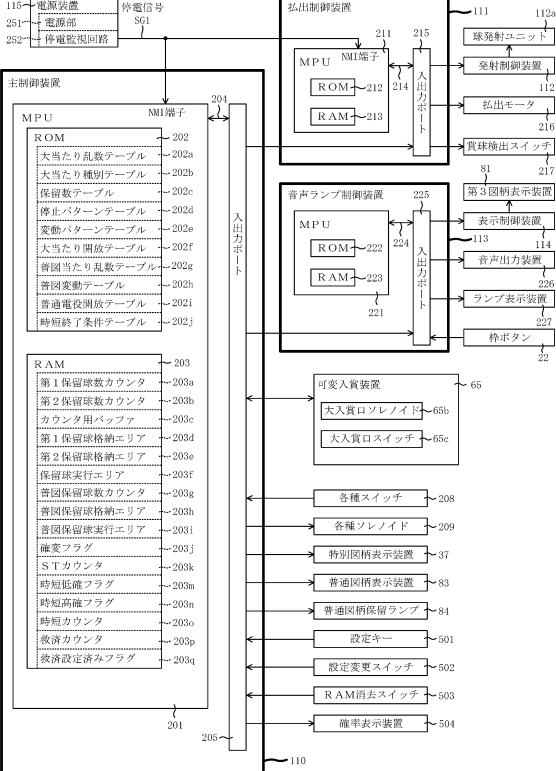 115 電源装置
251 電源部
252 停電監視回路
停電信号
SG1
払出制御装置
111
MPU
211
NMI端子
ROM 212
RAM 213
214
215
入出力ポート
112a
球発射ユニット
発射制御装置
112
払出モータ
216
賞球検出スイッチ
217
主制御装置
MPU
NMI端子
204
ROM 202
大当たり乱数テーブル 202a
大当たり種別テーブル 202b
保留数テーブル 202c
停止パターンテーブル 202d
変動パターンテーブル 202e
大当たり開放テーブル 202f
普図当たり乱数テーブル 202g
普図変動テーブル 202h
普通電役開放テーブル 202i
時短終了条件テーブル 202j
RAM 203
第1保留球数カウンタ 203a
第2保留球数カウンタ 203b
カウンタ用バッファ 203c
第1保留球格納エリア 203d
第2保留球格納エリア 203e
保留球実行エリア 203f
普図保留球数カウンタ 203g
普図保留球格納エリア 203h
普図保留球実行エリア 203i
確変フラグ 203j
STカウンタ 203k
時短低確フラグ 203m
時短高確フラグ 203n
時短カウンタ 203o
救済カウンタ 203p
救済設定済みフラグ 203q
201
205
入出力ポート
110
音声ランプ制御装置
113
MPU
ROM 222
RAM 223
221
224
225
入出力ポート
81
第3図柄表示装置
表示制御装置
114
音声出力装置
226
ランプ表示装置
227
枠ボタン
22
可変入賞装置 65
大入賞口ソレノイド 65b
大入賞口スイッチ 65c
各種スイッチ 208
各種ソレノイド 209
特別図柄表示装置 37
普通図柄表示装置 83
普通図柄保留ランプ 84
設定キー 501
設定変更スイッチ 502
RAM消去スイッチ 503
確率表示装置 504